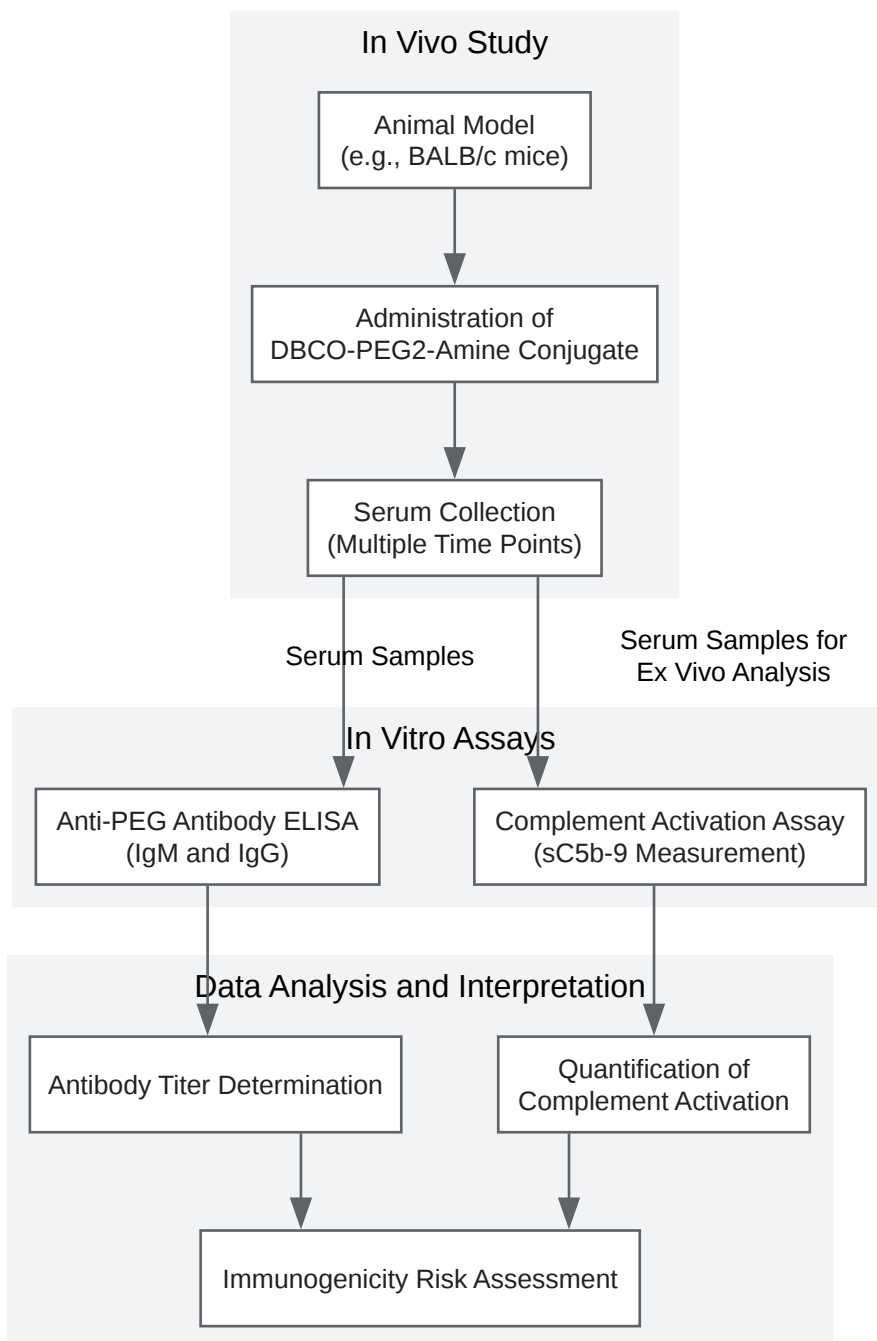 In Vivo Study
Animal Model
(e.g., BALB/c mice)
Administration of
DBCO-PEG2-Amine Conjugate
Serum Collection
(Multiple Time Points)
Serum Samples
Serum Samples for
Ex Vivo Analysis
In Vitro Assays
Anti-PEG Antibody ELISA
(IgM and IgG)
Complement Activation Assay
(sC5b-9 Measurement)
Data Analysis and Interpretation
Antibody Titer Determination
Quantification of
Complement Activation
Immunogenicity Risk Assessment